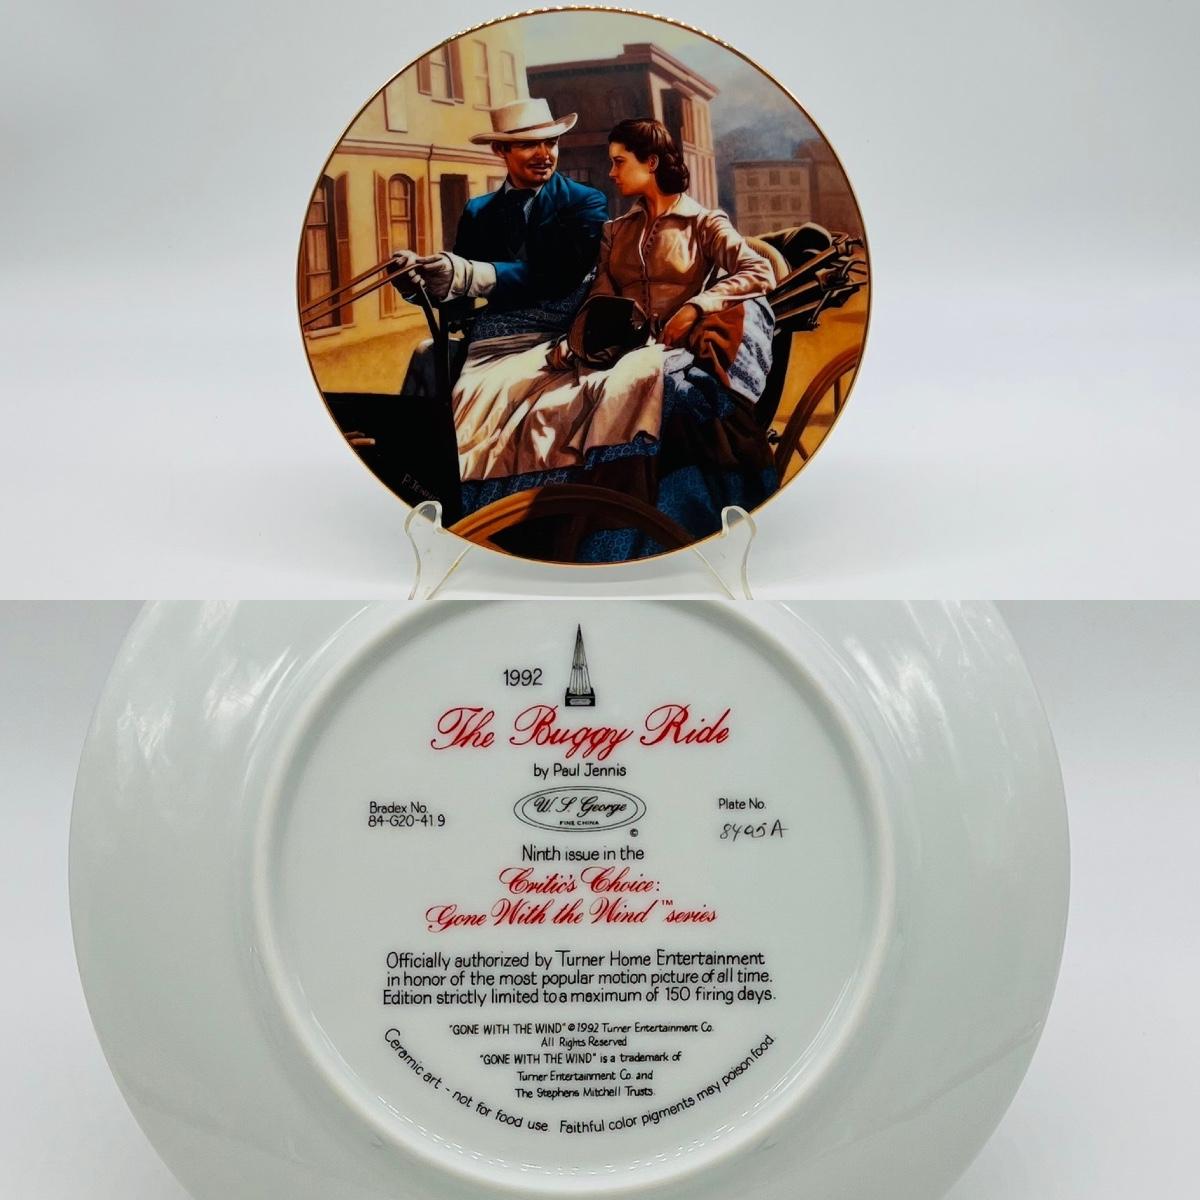 P. JENNIS
1992
The Buggy Ride
by Paul Jennis
Bradex No.
84-G20-41.9
W. S. George
FINE CHINA
©
Plate No.
8495A
Ninth issue in the
Critic's Choice:
Gone With the Wind™ series
Officially authorized by Turner Home Entertainment
in honor of the most popular motion picture of all time.
Edition strictly limited to a maximum of 150 firing days.
"GONE WITH THE WIND" © 1992 Turner Entertainment Co.
All Rights Reserved
"GONE WITH THE WIND" is a trademark of
Turner Entertainment Co. and
The Stephens Mitchell Trusts.
Ceramic art - not for food use. Faithful color pigments may poison food.